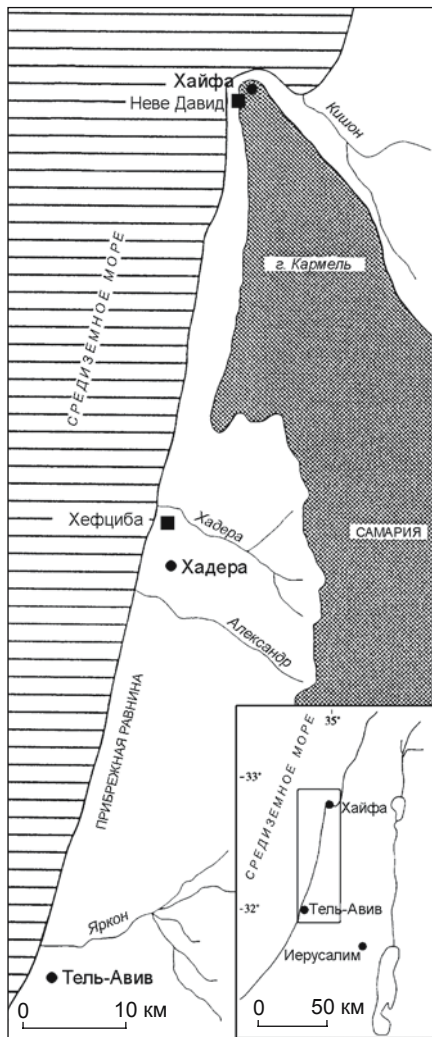 Хайфа
Неве Давид
Кишон
г. Кармель
СРЕДИЗЕМНОЕ МОРЕ
Хефциба
Хадера
САМАРИЯ
Хадера
Александр
ПРИБРЕЖНАЯ РАВНИНА
Яркон
Тель-Авив
0 10 км
35°
СРЕДИЗЕМНОЕ МОРЕ
33°
Хайфа
32°
Тель-Авив
Иерусалим
0 50 км